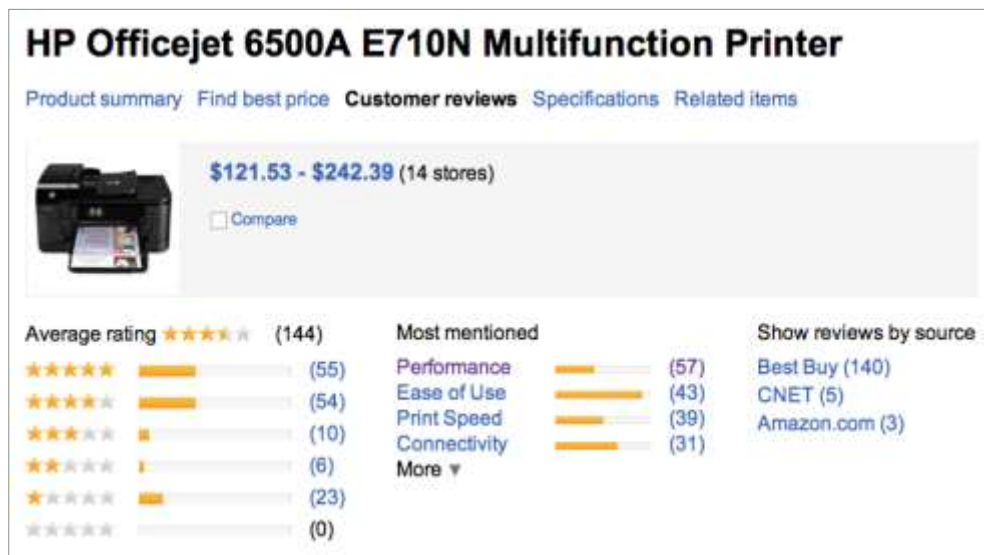 HP Officejet 6500A E710N Multifunction Printer
Product summary Find best price Customer reviews Specifications Related items
$121.53 - $242.39 (14 stores)
Compare
Average rating (144)
(55)
(54)
(10)
(6)
(23)
(0)
Most mentioned
Performance (57)
Ease of Use (43)
Print Speed (39)
Connectivity (31)
More ▼
Show reviews by source
Best Buy (140)
CNET (5)
Amazon.com (3)